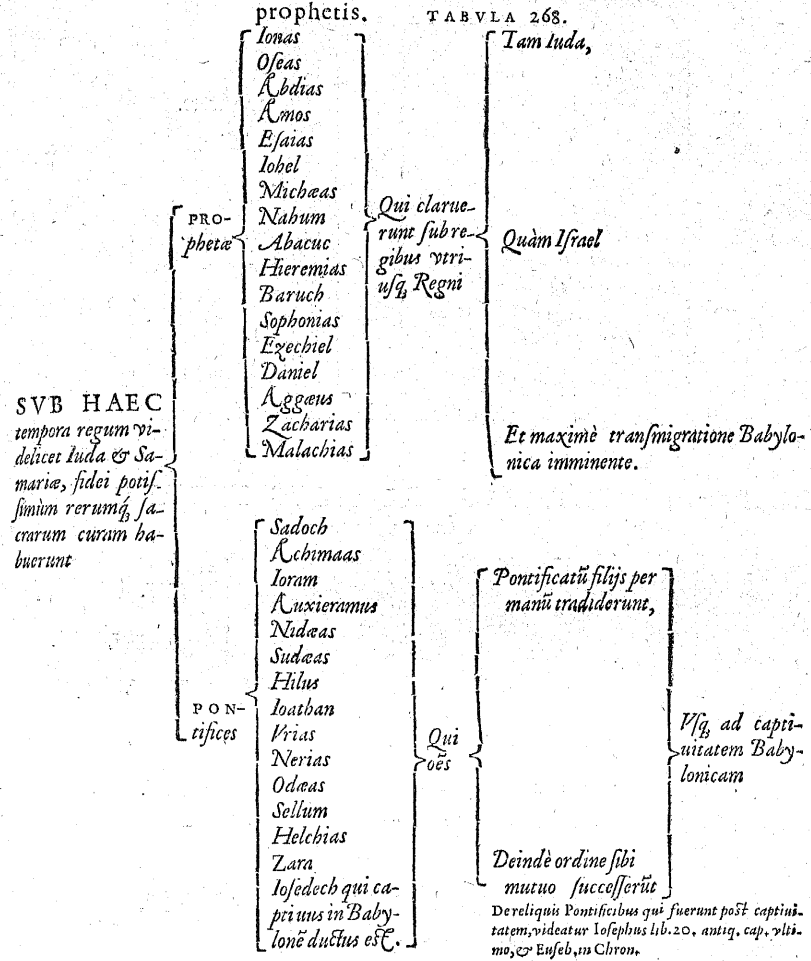 prophetis.
TABVLA 268.
SVB HAEC
tempora regum vi-
delicet Iuda & Sa-
mariæ, fidei potiſ-
ſimùm rerumq́ꝫ ſa-
crarum curam ha-
buerunt
PRO-
phetæ
Ionas
Oſeas
Abdias
Amos
Eſaias
Iohel
Michæas
Nahum
Abacuc
Hieremias
Baruch
Sophonias
Ezechiel
Daniel
Aggæus
Zacharias
Malachias
Qui clarue-
runt ſub re-
gibus vtri-
uſqꝫ Regni
Tam Iuda,
Quàm Iſrael
Et maximè tranſmigratione Babylo-
nica imminente.
PON-
tifices
Sadoch
Achimaas
Ioram
Auxieramus
Nidæas
Sudæas
Hilus
Ioathan
Vrias
Nerias
Odæas
Sellum
Helchias
Zara
Ioſedech qui ca-
ptiuus in Baby-
lonē ductus eſt.
Qui
oēs
Pontificatū filijs per
manū tradiderunt,
Deindè ordine ſibi
mutuo ſucceſſerūt
Vſqꝫ ad capti-
uitatem Baby-
lonicam
De reliquis Pontificibus qui fuerunt poſt captiui-
tatem, videatur Ioſephus lib. 20. antiq. cap. vlti-
mo, & Euſeb, in Chron.